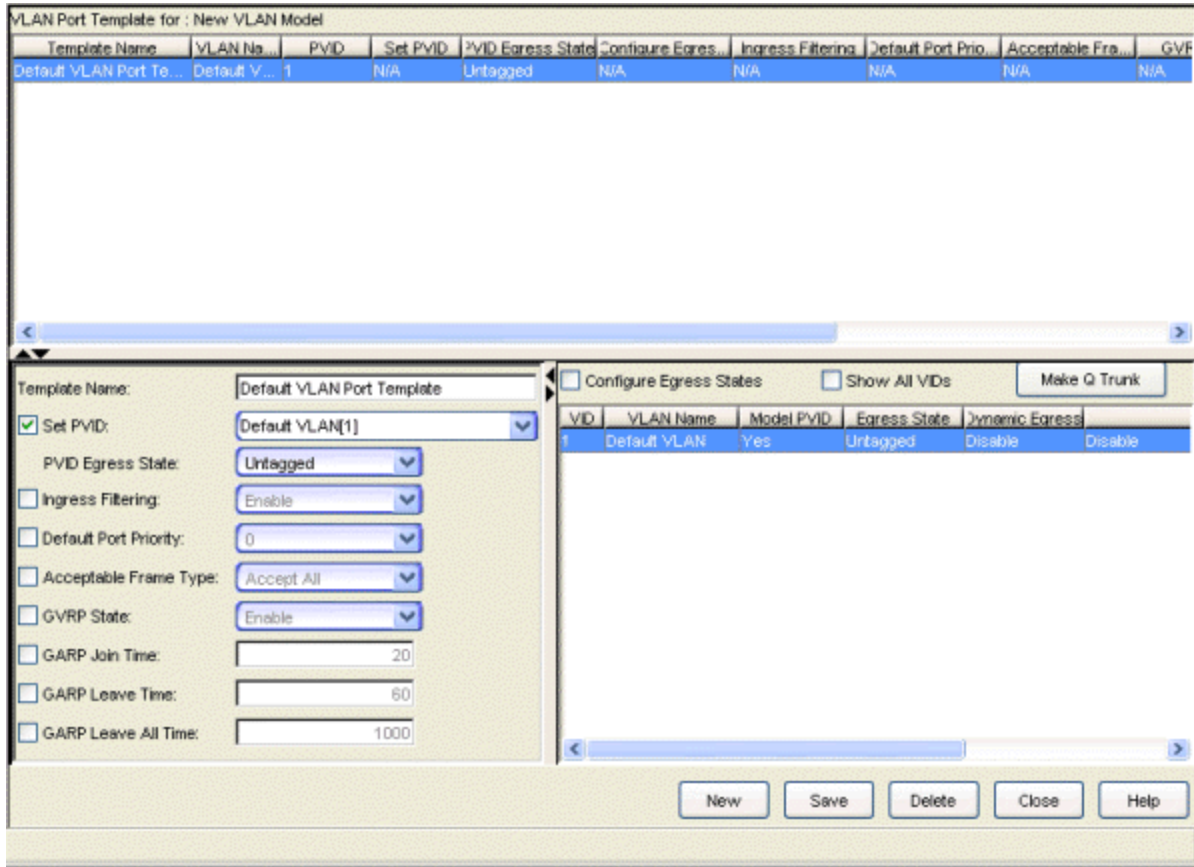 VLAN Port Template for : New VLAN Model
Template Name VLAN Na... PVID Set PVID PVID Egress State Configure Egres... Ingress Filtering Default Port Prio... Acceptable Fra... GVR
Default VLAN Port Te... Default V... 1 N/A Untagged N/A N/A N/A N/A N/A
Template Name: Default VLAN Port Template
Set PVID: Default VLAN[1]
PVID Egress State: Untagged
Ingress Filtering: Enable
Default Port Priority: 0
Acceptable Frame Type: Accept All
GVRP State: Enable
GARP Join Time: 20
GARP Leave Time: 60
GARP Leave All Time: 1000
Configure Egress States Show All VIDs Make Q Trunk
VID VLAN Name Model PVID Egress State Dynamic Egress
1 Default VLAN Yes Untagged Disable Disable
New Save Delete Close Help